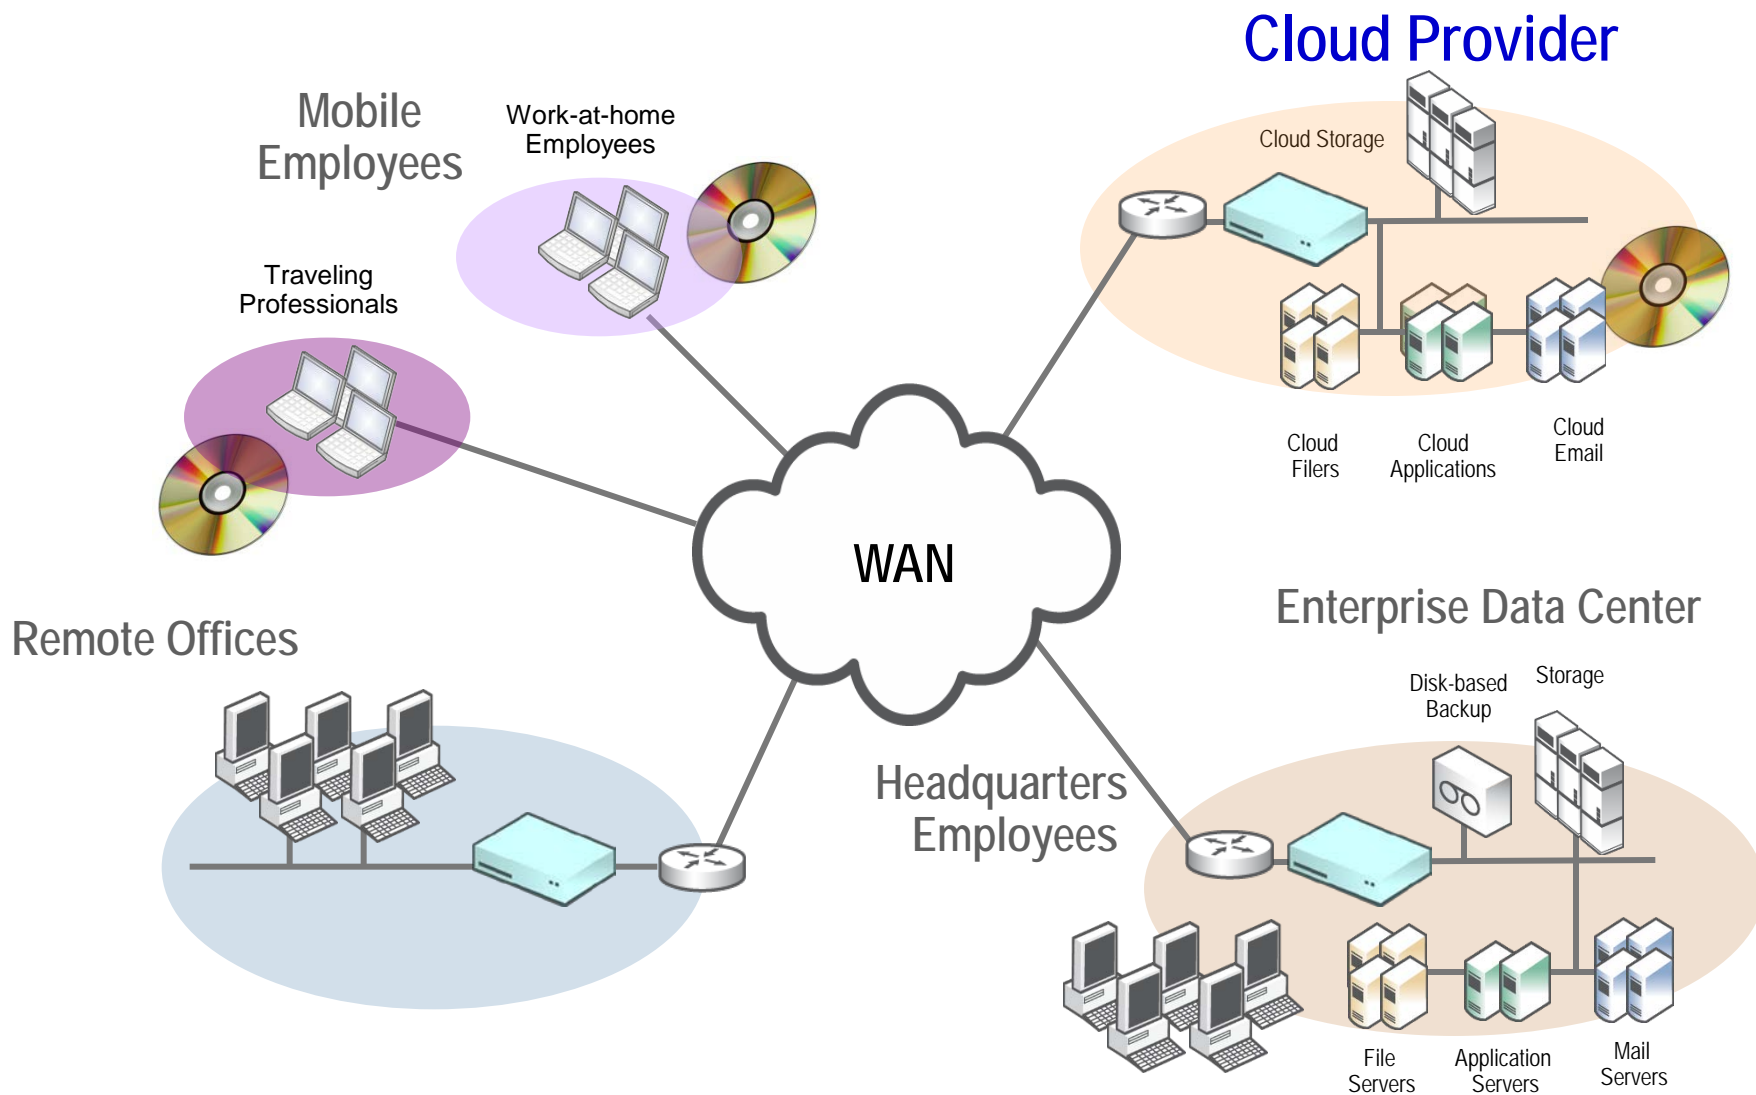 Cloud Provider
Mobile
Employees
Work-at-home
Employees
Cloud Storage
Traveling
Professionals
Cloud
Filers
Cloud
Applications
Cloud
Email
WAN
Remote Offices
Enterprise Data Center
Disk-based
Backup
Storage
Headquarters
Employees
File
Servers
Application
Servers
Mail
Servers